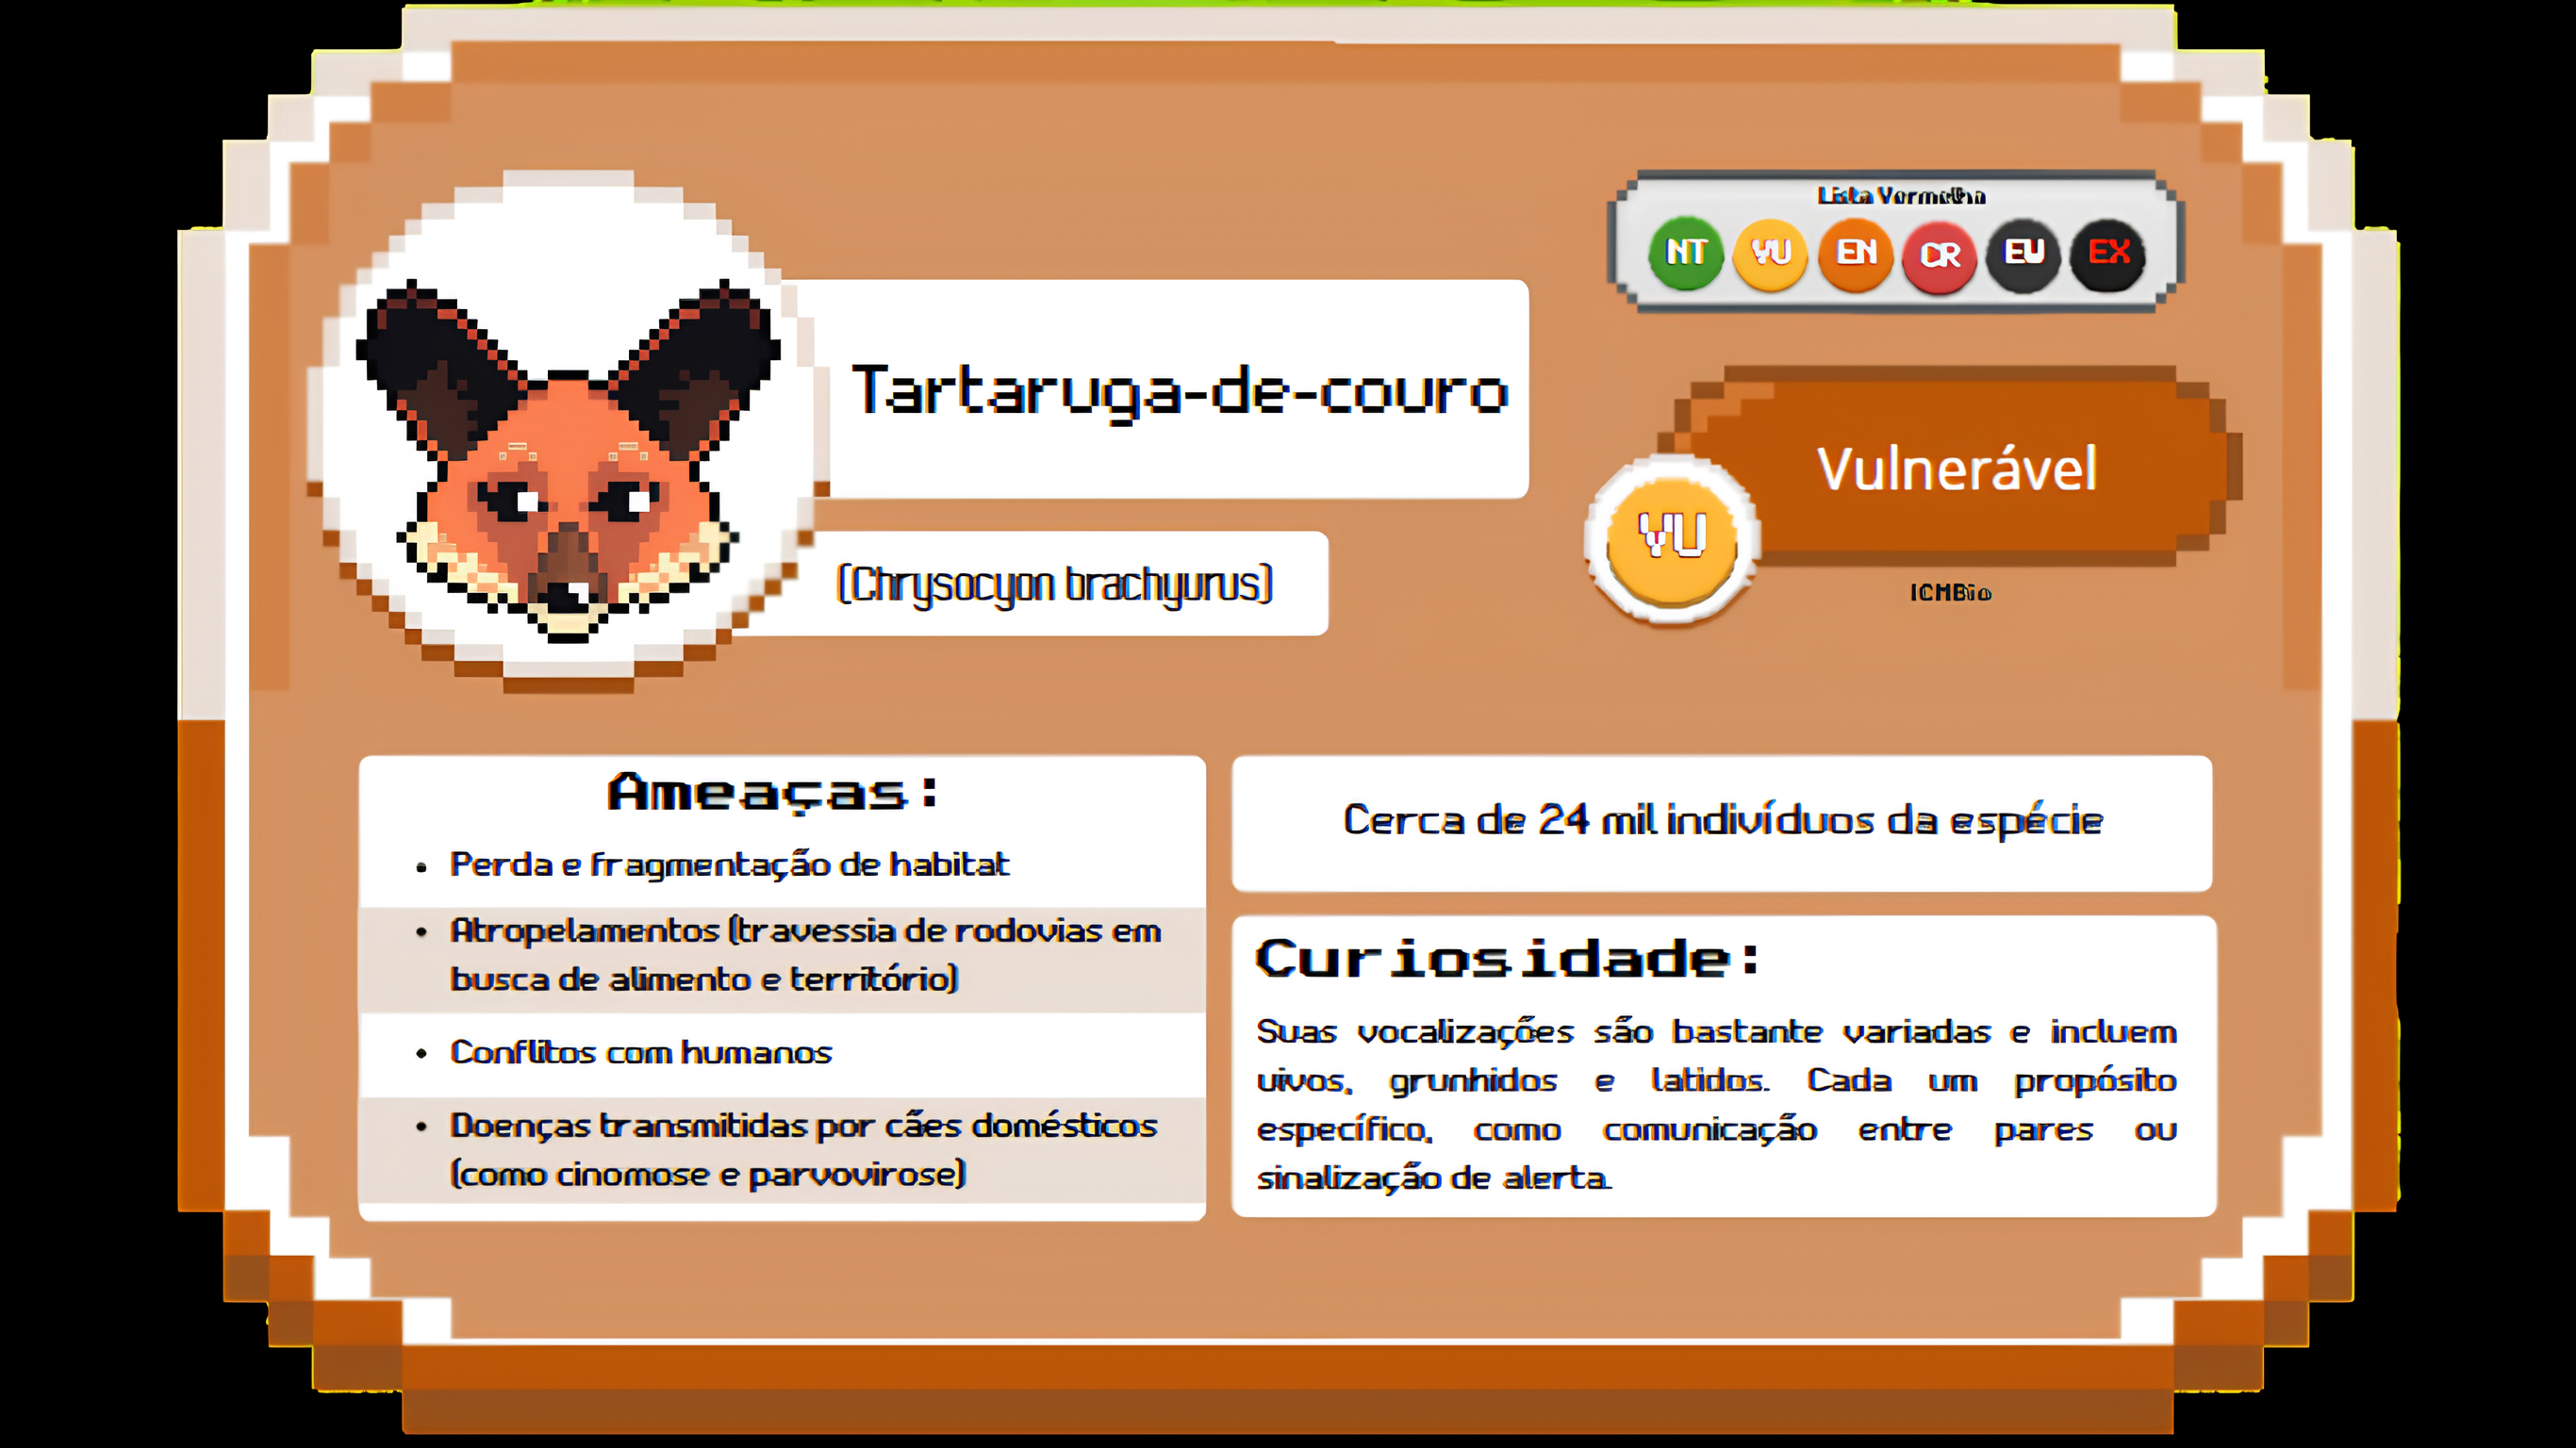 Lista Vermelha
NT VU EN CR EW EX
Tartaruga-de-couro
Vulnerável
VU
(Chrysocyon brachyurus)
ICMBio
Ameaças:
• Perda e fragmentação de habitat
• Atropelamentos (travessia de rodovias em
busca de alimento e território)
• Conflitos com humanos
• Doenças transmitidas por cães domésticos
(como cinomose e parvovirose)
Cerca de 24 mil indivíduos da espécie
Curiosidade:
Suas vocalizações são bastante variadas e incluem
uivos, grunhidos e latidos. Cada um propósito
específico, como comunicação entre pares ou
sinalização de alerta.